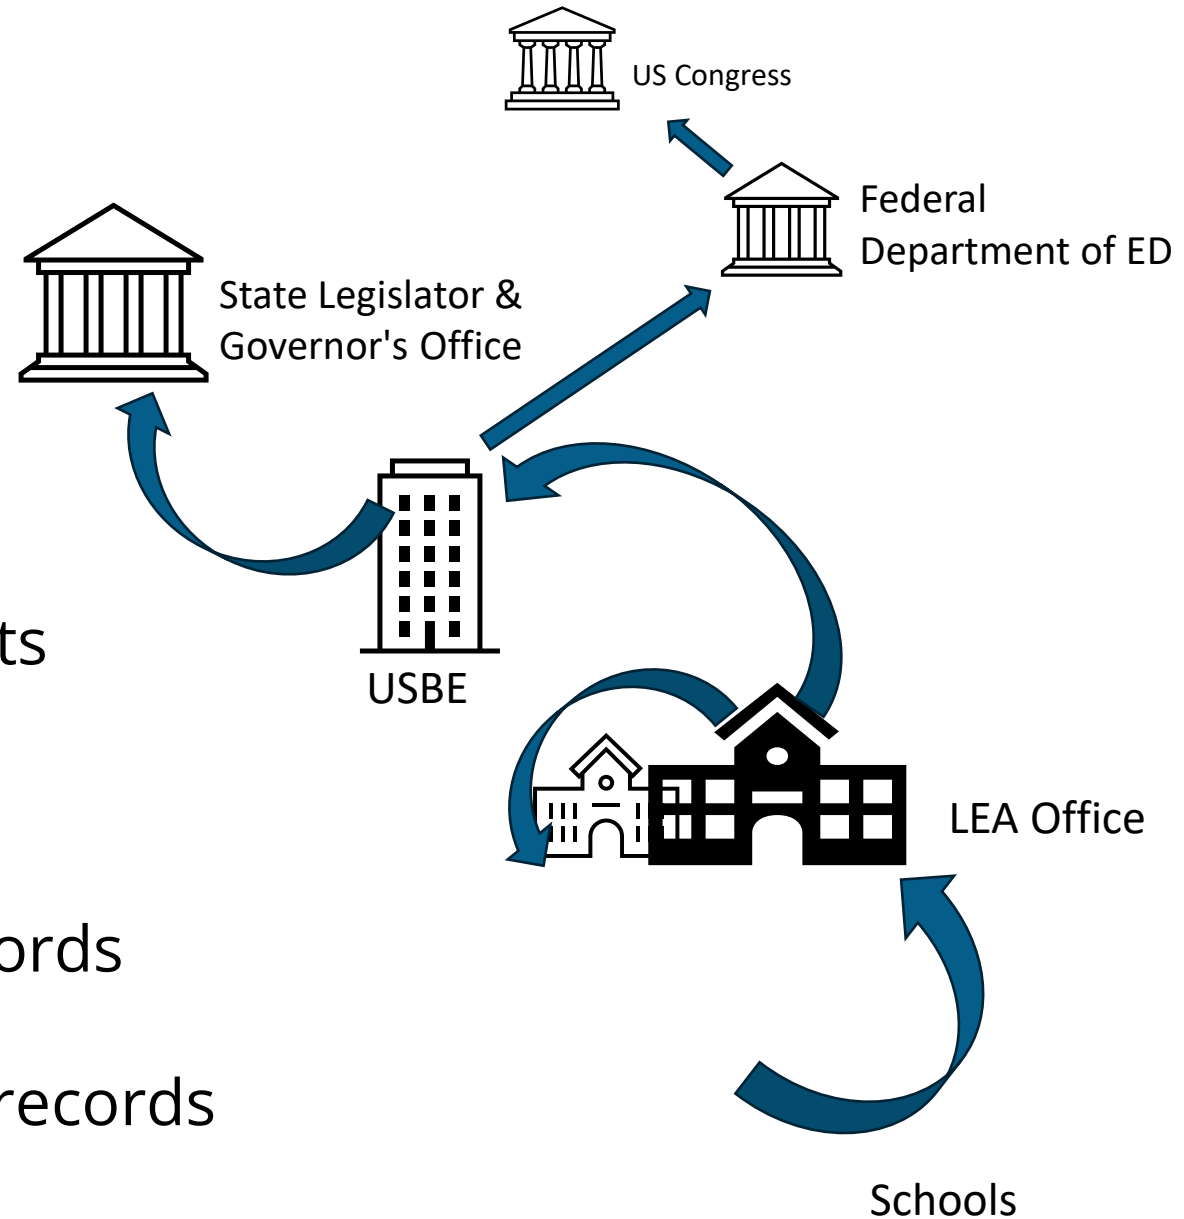 US Congress
Federal
Department of ED
State Legislator &
Governor's Office
ts
USBE
LEA Office
ords
records
Schools